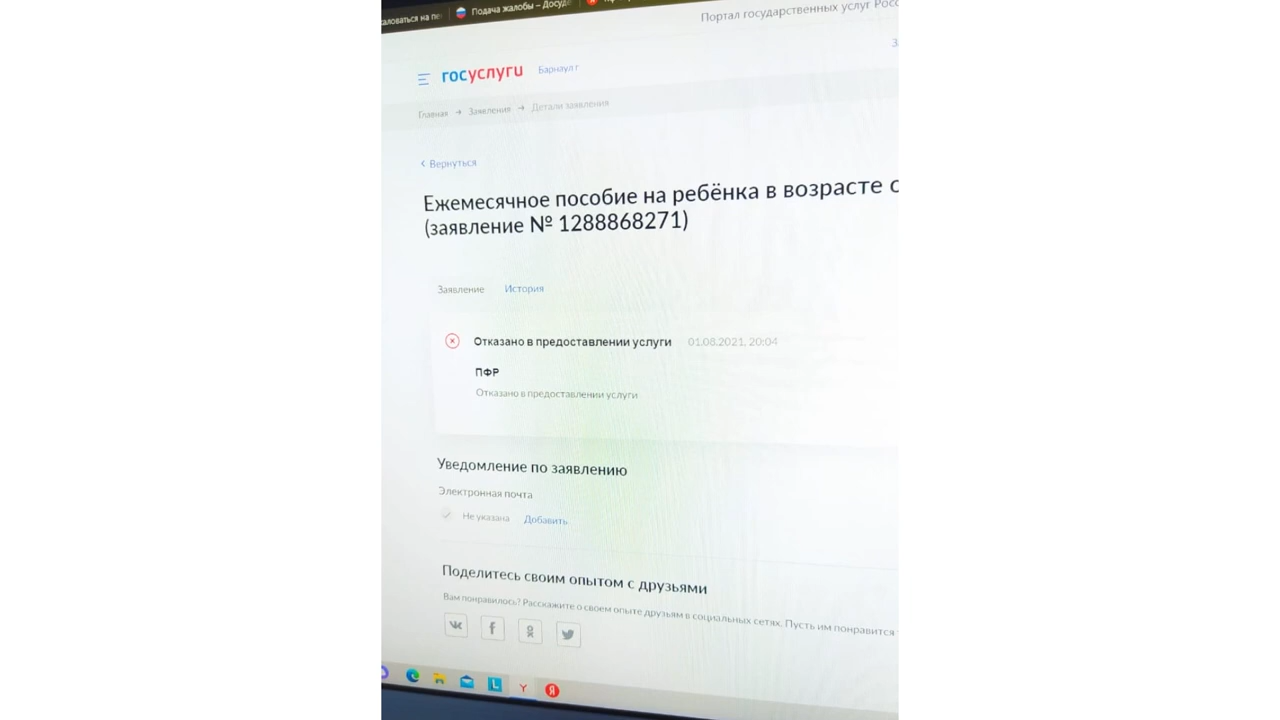 Подача жалобы – Досуде
Портал государственных услуг
госуслуги Барнаул г
Главная → Заявления → Детали заявления
‹ Вернуться
Ежемесячное пособие на ребёнка в возрасте о
(заявление № 1288868271)
Заявление История
Отказано в предоставлении услуги 01.08.2021, 20:04
ПФР
Отказано в предоставлении услуги
Уведомление по заявлению
Электронная почта
Не указана Добавить
Поделитесь своим опытом с друзьями
Вам понравилось? Расскажите о своем опыте друзьям в социальных сетях. Пусть им понравится